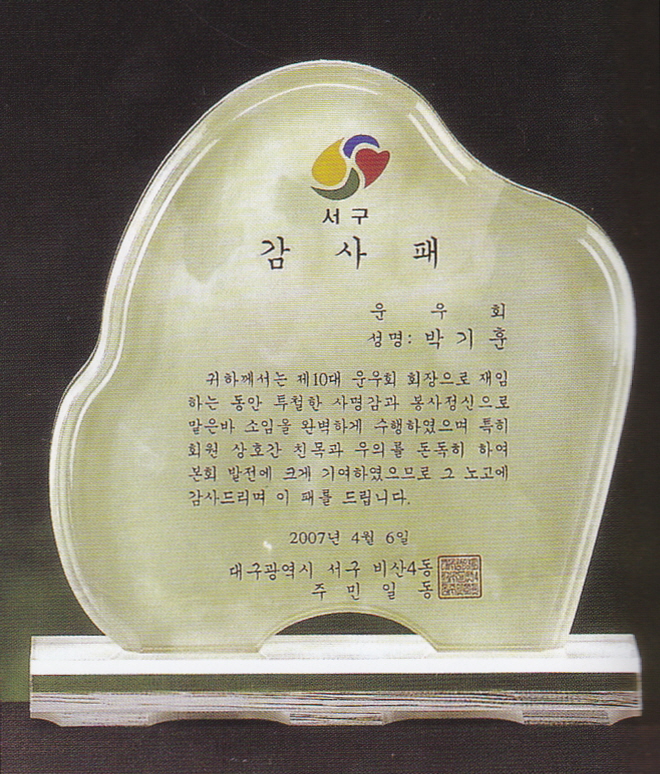 서구
감 사 패
운 우 회
성명: 박 기 훈
귀하께서는 제10대 운우회 회장으로 재임
하는 동안 투철한 사명감과 봉사정신으로
맡은바 소임을 완벽하게 수행하였으며 특히
회원 상호간 친목과 우의를 돈독히 하여
본회 발전에 크게 기여하였으므로 그 노고에
감사드리며 이 패를 드립니다.
2007년 4월 6일
대구광역시 서구 비산4동
주 민 일 동